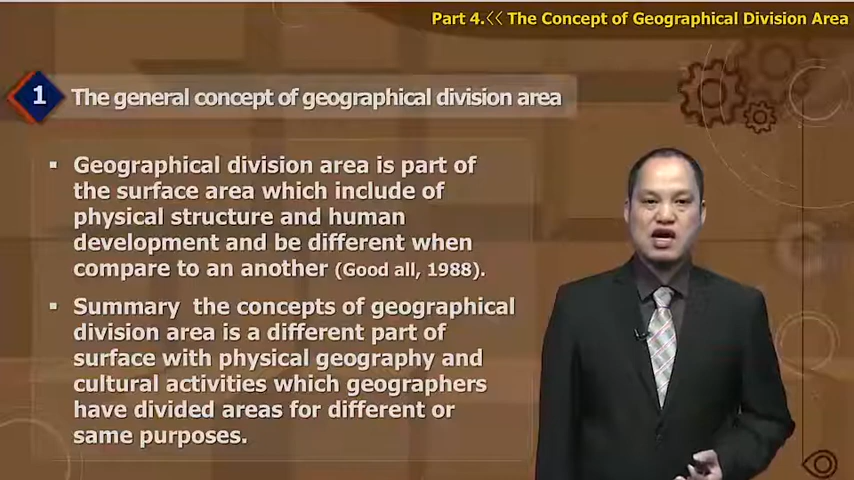 Part 4.<< The Concept of Geographical Division Area
1 The general concept of geographical division area
▪ Geographical division area is part of
the surface area which include of
physical structure and human
development and be different when
compare to an another (Good all, 1988).
▪ Summary the concepts of geographical
division area is a different part of
surface with physical geography and
cultural activities which geographers
have divided areas for different or
same purposes.